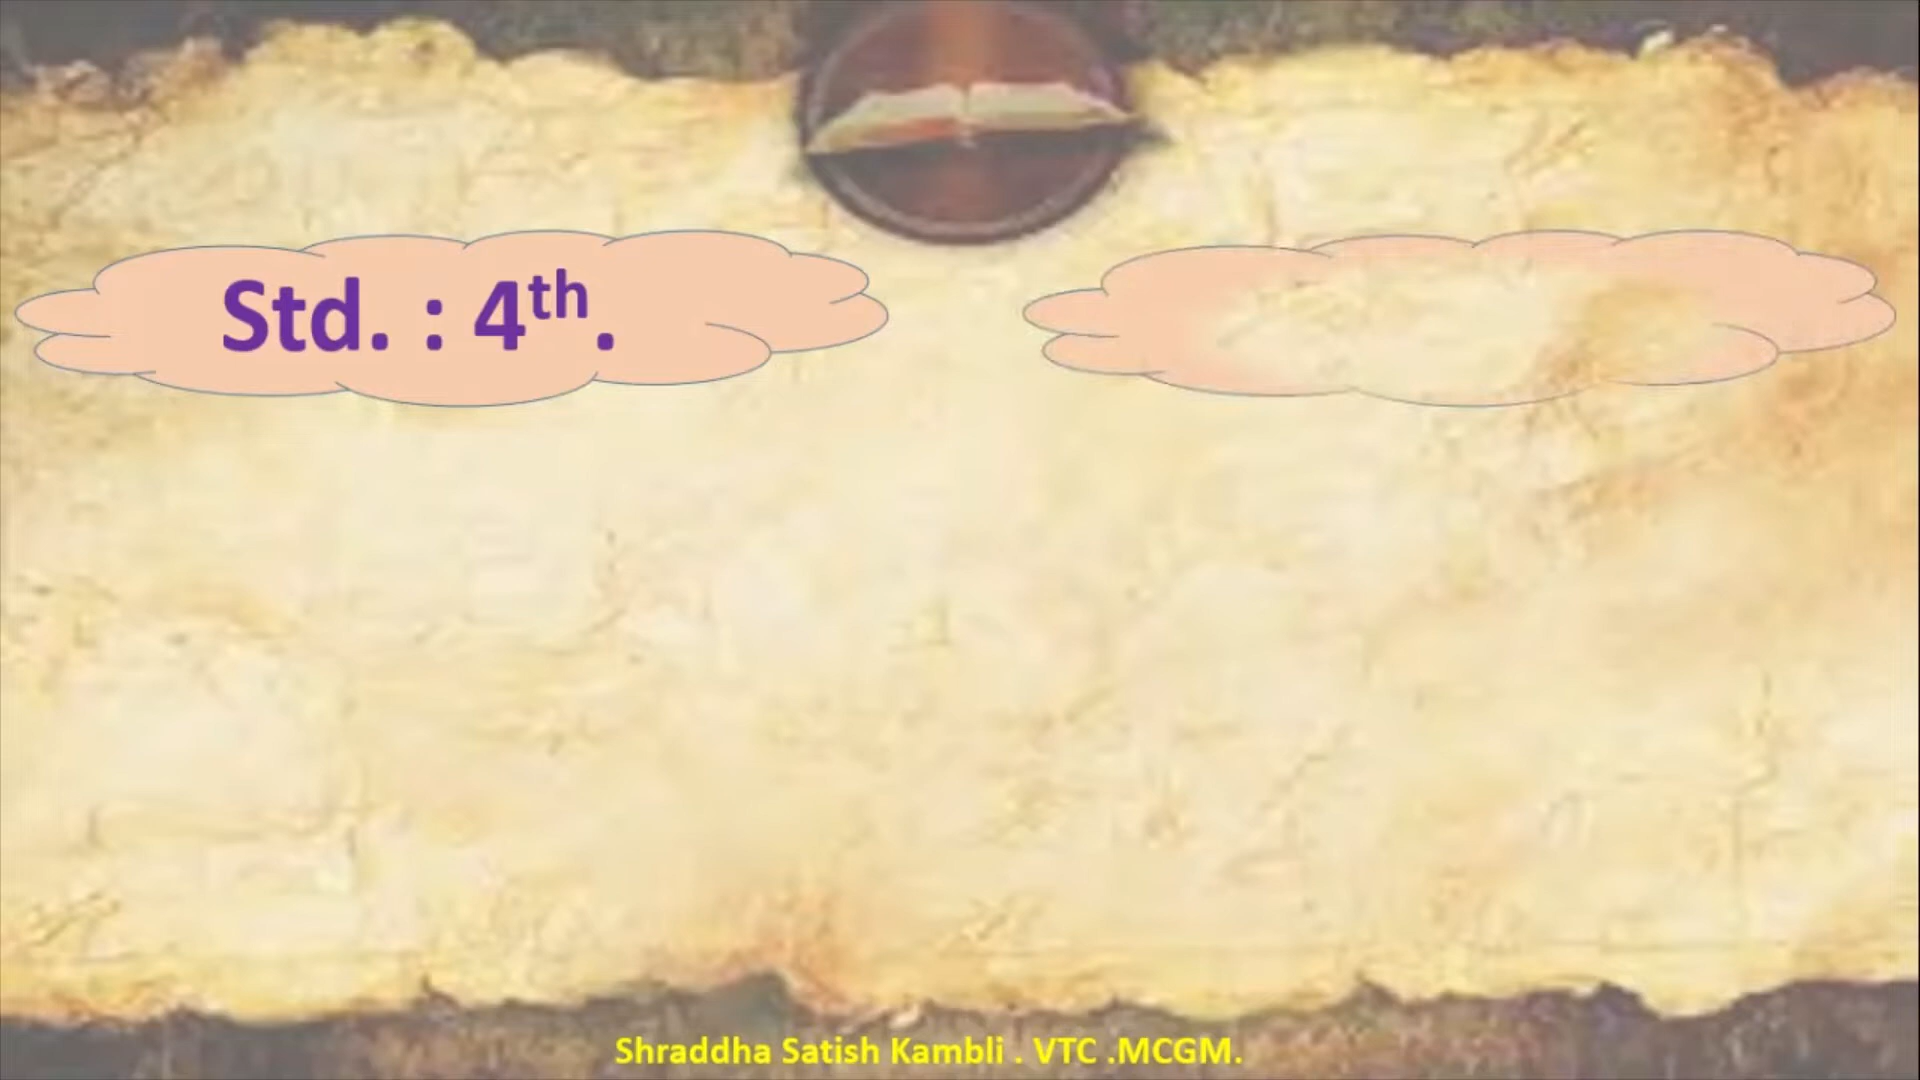 Std. : 4th.
Shraddha Satish Kambli . VTC .MCGM.